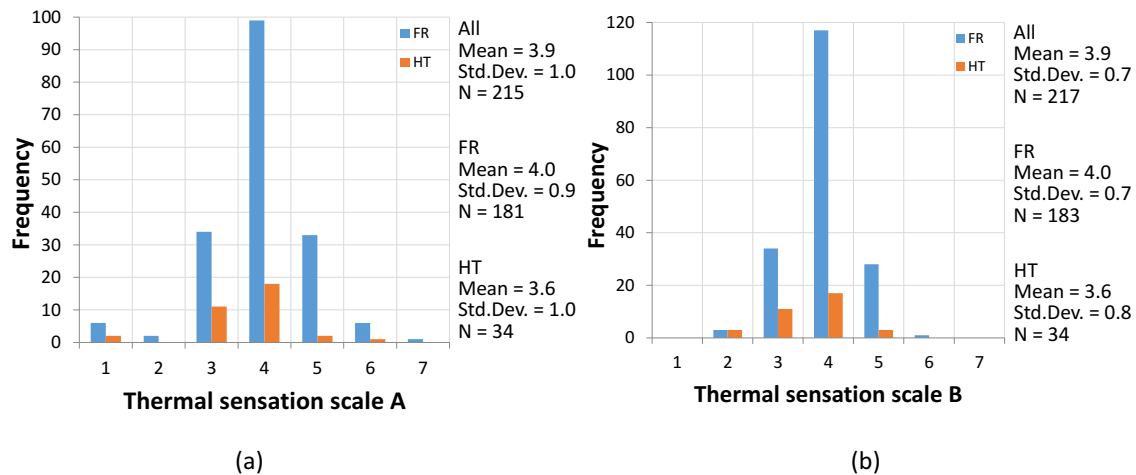 100
90
80
70
60
50
40
30
20
10
0
Frequency
1 2 3 4 5 6 7
Thermal sensation scale A
FR
HT
All
Mean = 3.9
Std.Dev. = 1.0
N = 215
FR
Mean = 4.0
Std.Dev. = 0.9
N = 181
HT
Mean = 3.6
Std.Dev. = 1.0
N = 34
(a)
120
100
80
60
40
20
0
Frequency
1 2 3 4 5 6 7
Thermal sensation scale B
FR
HT
All
Mean = 3.9
Std.Dev. = 0.7
N = 217
FR
Mean = 4.0
Std.Dev. = 0.7
N = 183
HT
Mean = 3.6
Std.Dev. = 0.8
N = 34
(b)